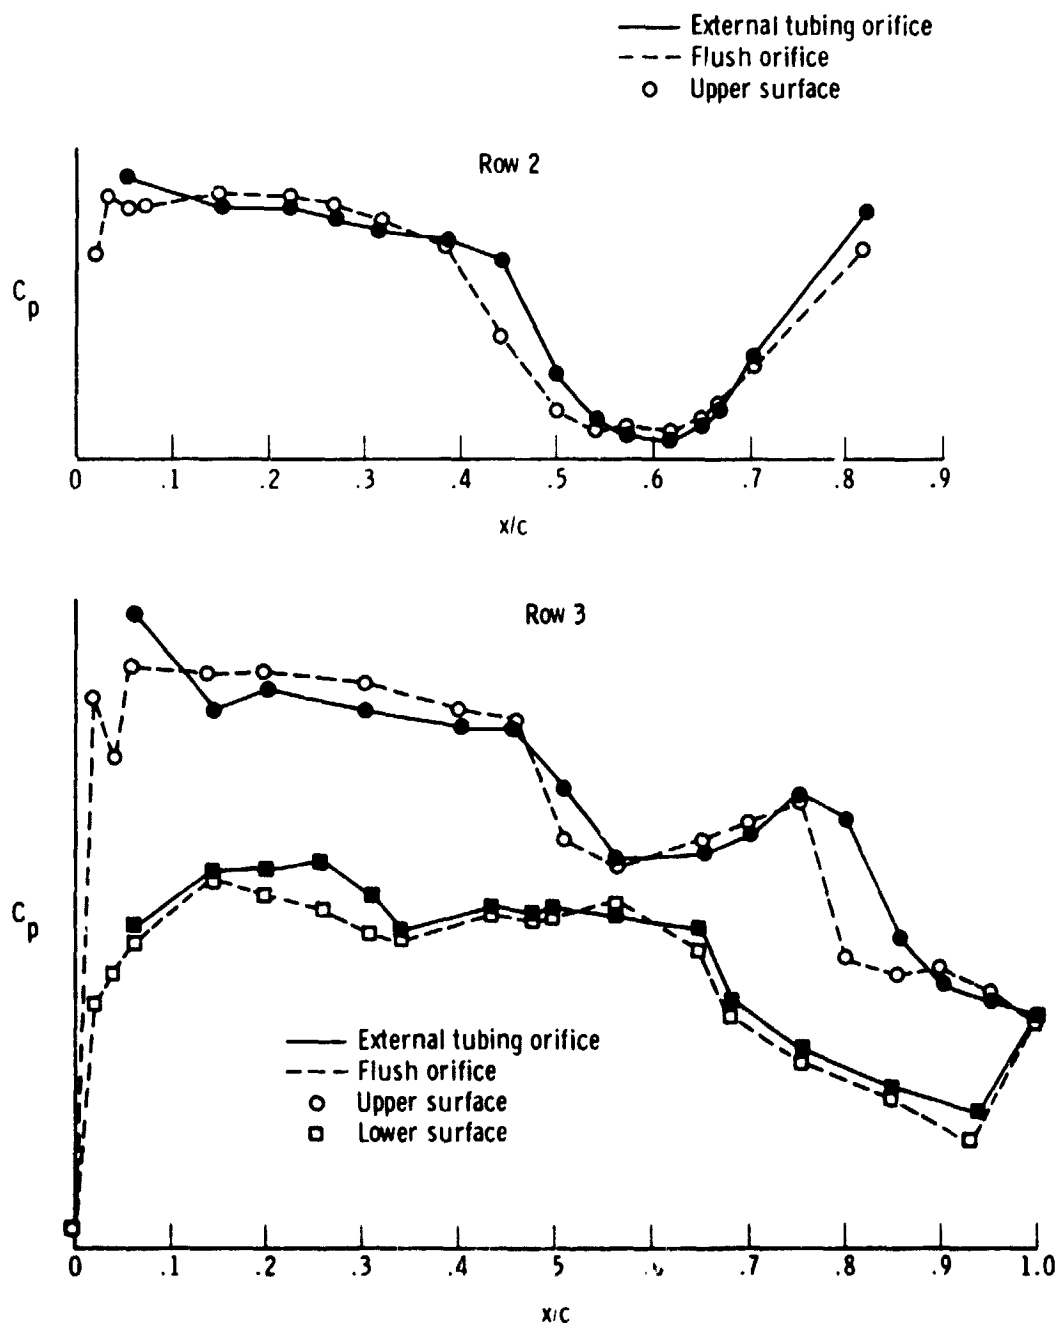 External tubing orifice
Flush orifice
Upper surface
Row 2
C_p
0 .1 .2 .3 .4 .5 .6 .7 .8 .9
x/c
Row 3
C_p
External tubing orifice
Flush orifice
Upper surface
Lower surface
0 .1 .2 .3 .4 5 .7 .8 .9 1.0
x/c